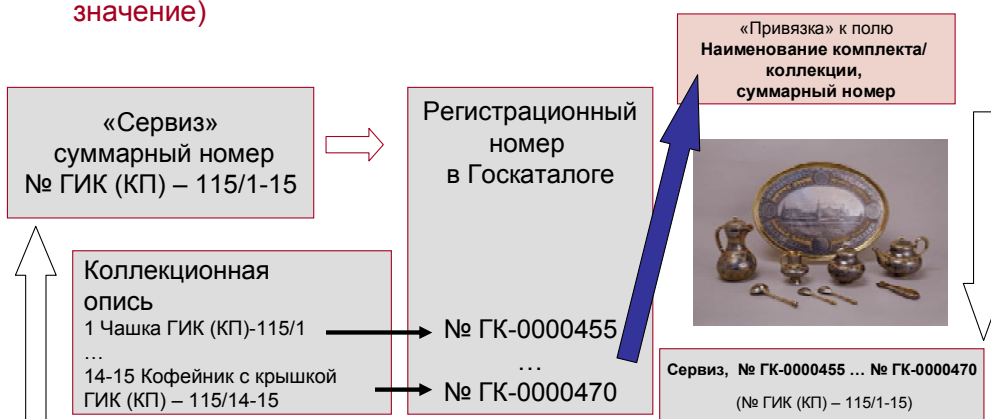 значение)
«Привязка» к полю
Наименование комплекта/
коллекции,
суммарный номер
«Сервиз»
суммарный номер
№ ГИК (КП) – 115/1-15
Регистрационный
номер
в Госкаталоге
Коллекционная
опись
1 Чашка ГИК (КП)-115/1
…
14-15 Кофейник с крышкой
ГИК (КП) – 115/14-15
№ ГК-0000455
…
№ ГК-0000470
Сервиз, № ГК-0000455 … № ГК-0000470
(№ ГИК (КП) – 115/1-15)